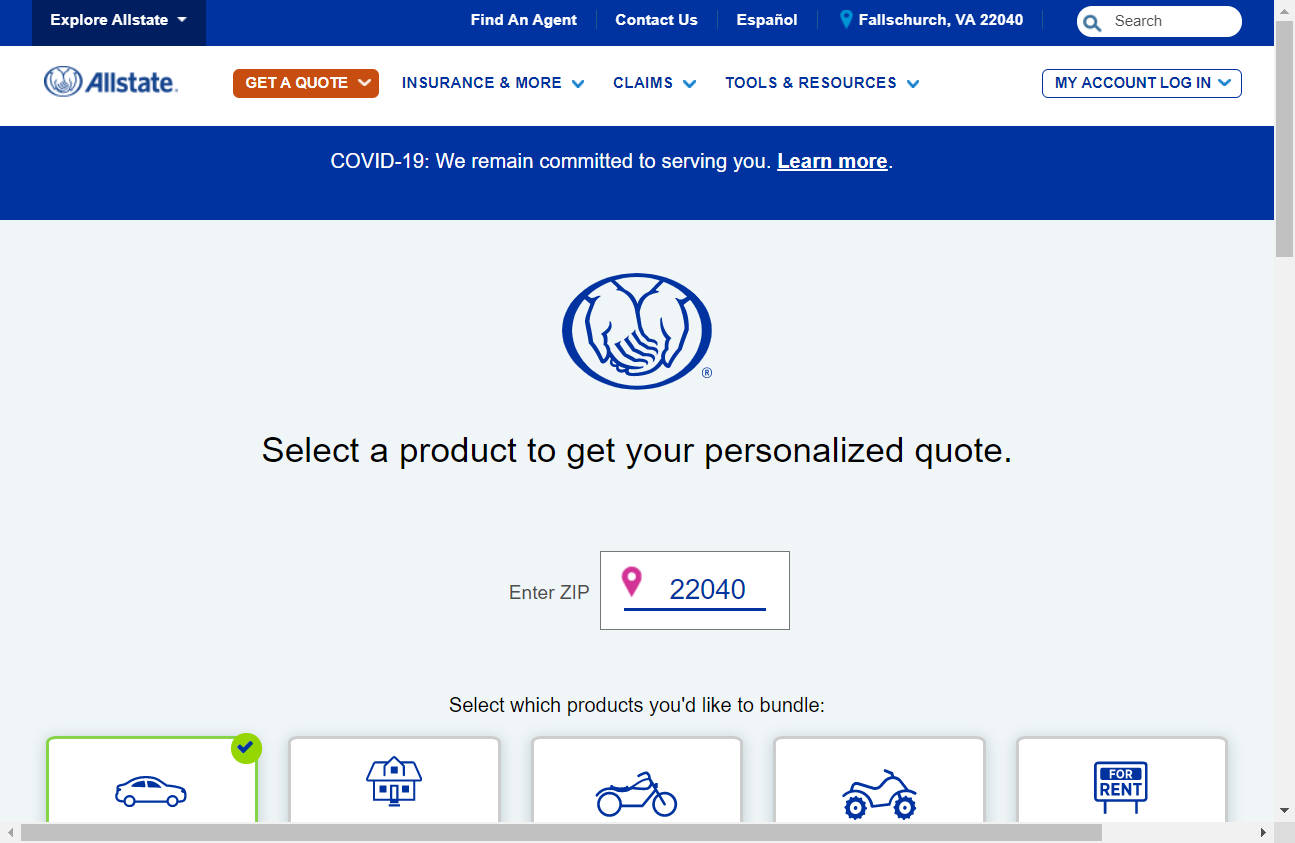 Explore Allstate
Find An Agent
Contact Us
Español
Fallschurch, VA 22040
Search
Allstate.
GET A QUOTE
INSURANCE & MORE
CLAIMS
TOOLS & RESOURCES
MY ACCOUNT LOG IN
COVID-19: We remain committed to serving you. Learn more.
®
Select a product to get your personalized quote.
Enter ZIP
22040
Select which products you'd like to bundle:
FOR
RENT